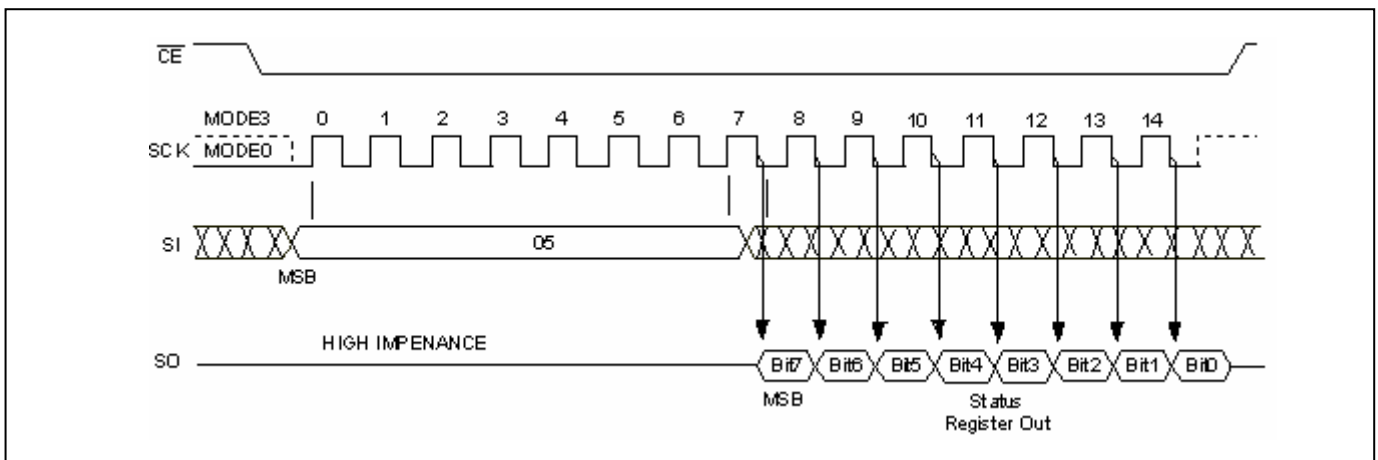 CE
MODE3 0 1 2 3 4 5 6 7 8 9 10 11 12 13 14
SCK MODE0
SI 05
MSB
HIGH IMPENANCE
SO Bit7 Bit6 Bit5 Bit4 Bit3 Bit2 Bit1 Bit0
MSB Status
Register Out